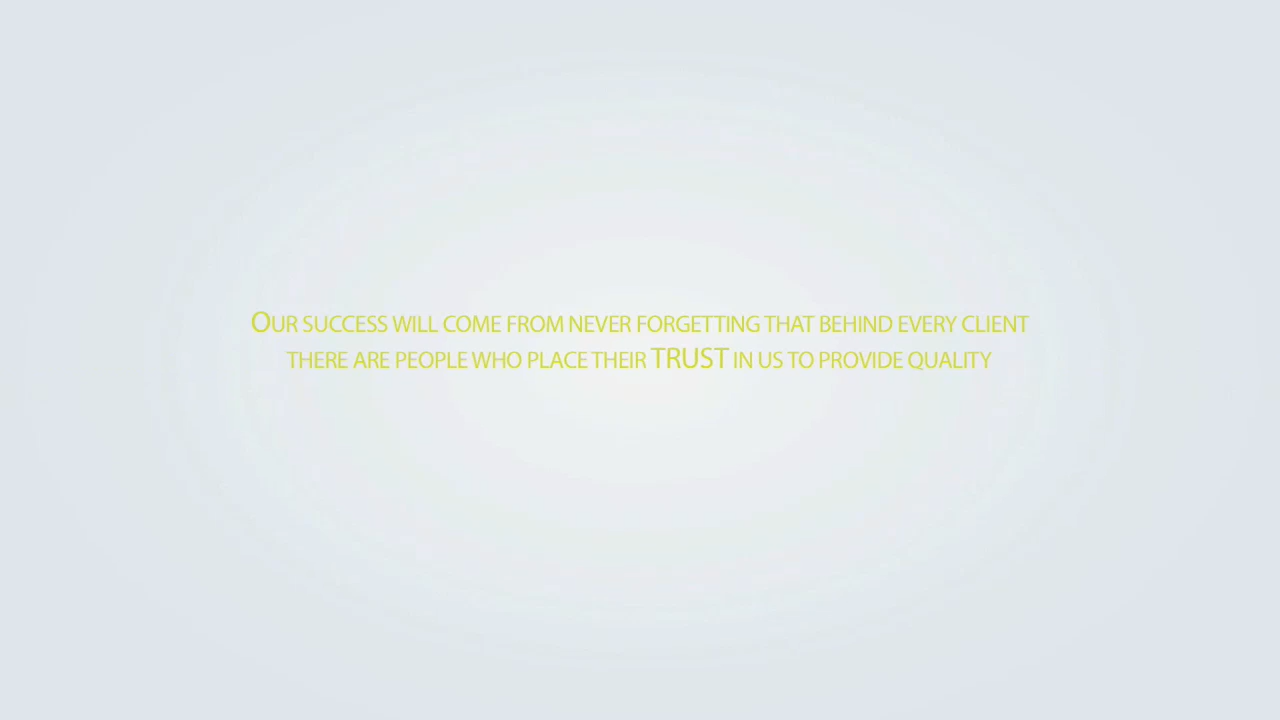 OUR SUCCESS WILL COME FROM NEVER FORGETTING THAT BEHIND EVERY CLIENT
THERE ARE PEOPLE WHO PLACE THEIR TRUST IN US TO PROVIDE QUALITY